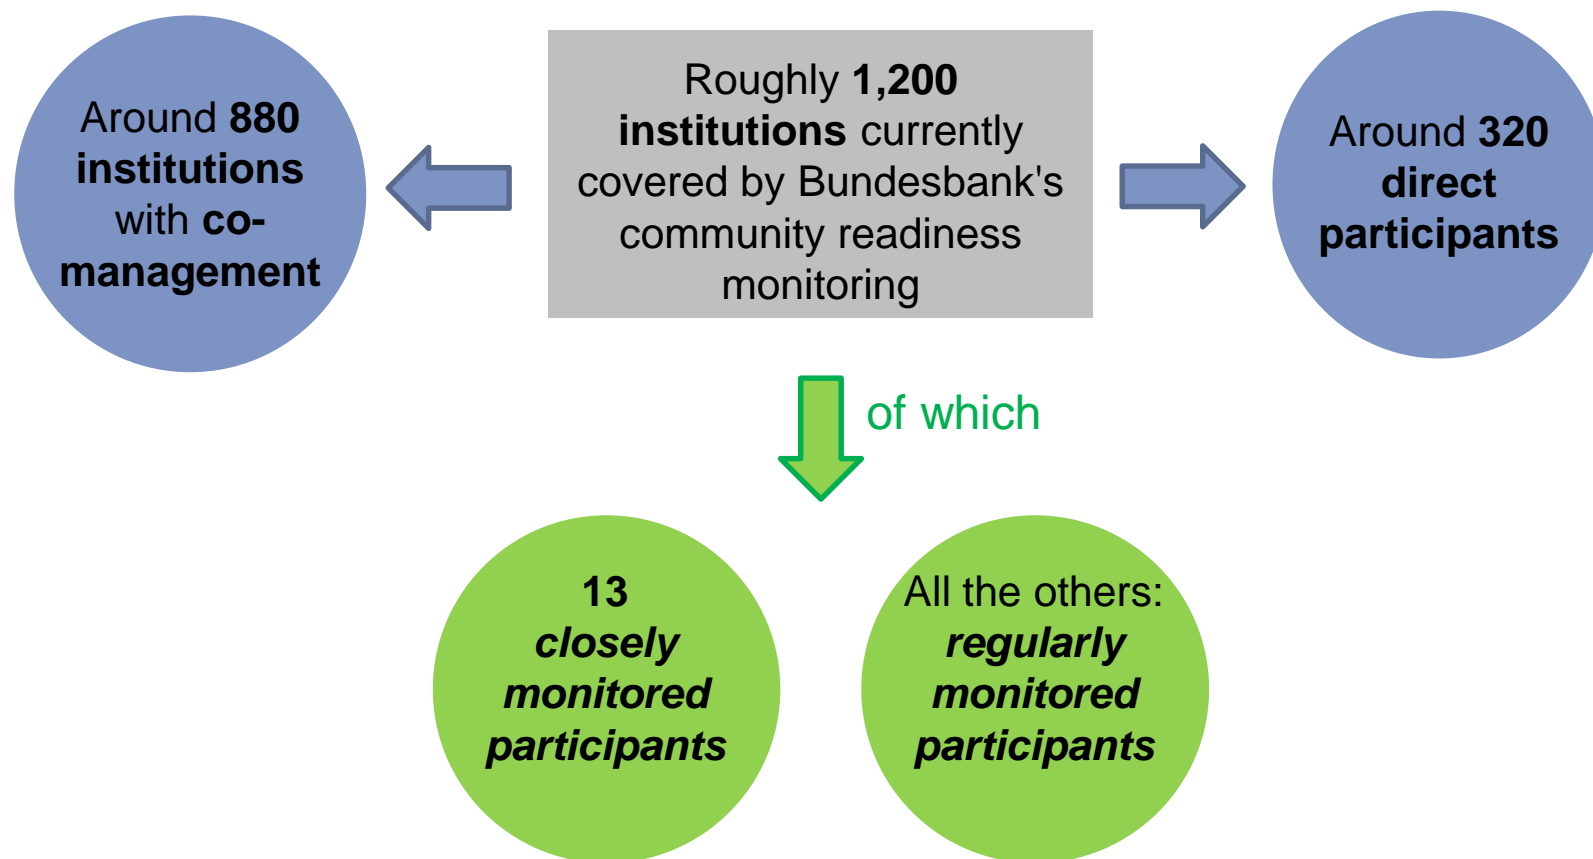 Around 880
institutions
with co-
management
Roughly 1,200
institutions currently
covered by Bundesbank's
community readiness
monitoring
Around 320
direct
participants
of which
13
closely
monitored
participants
All the others:
regularly
monitored
participants